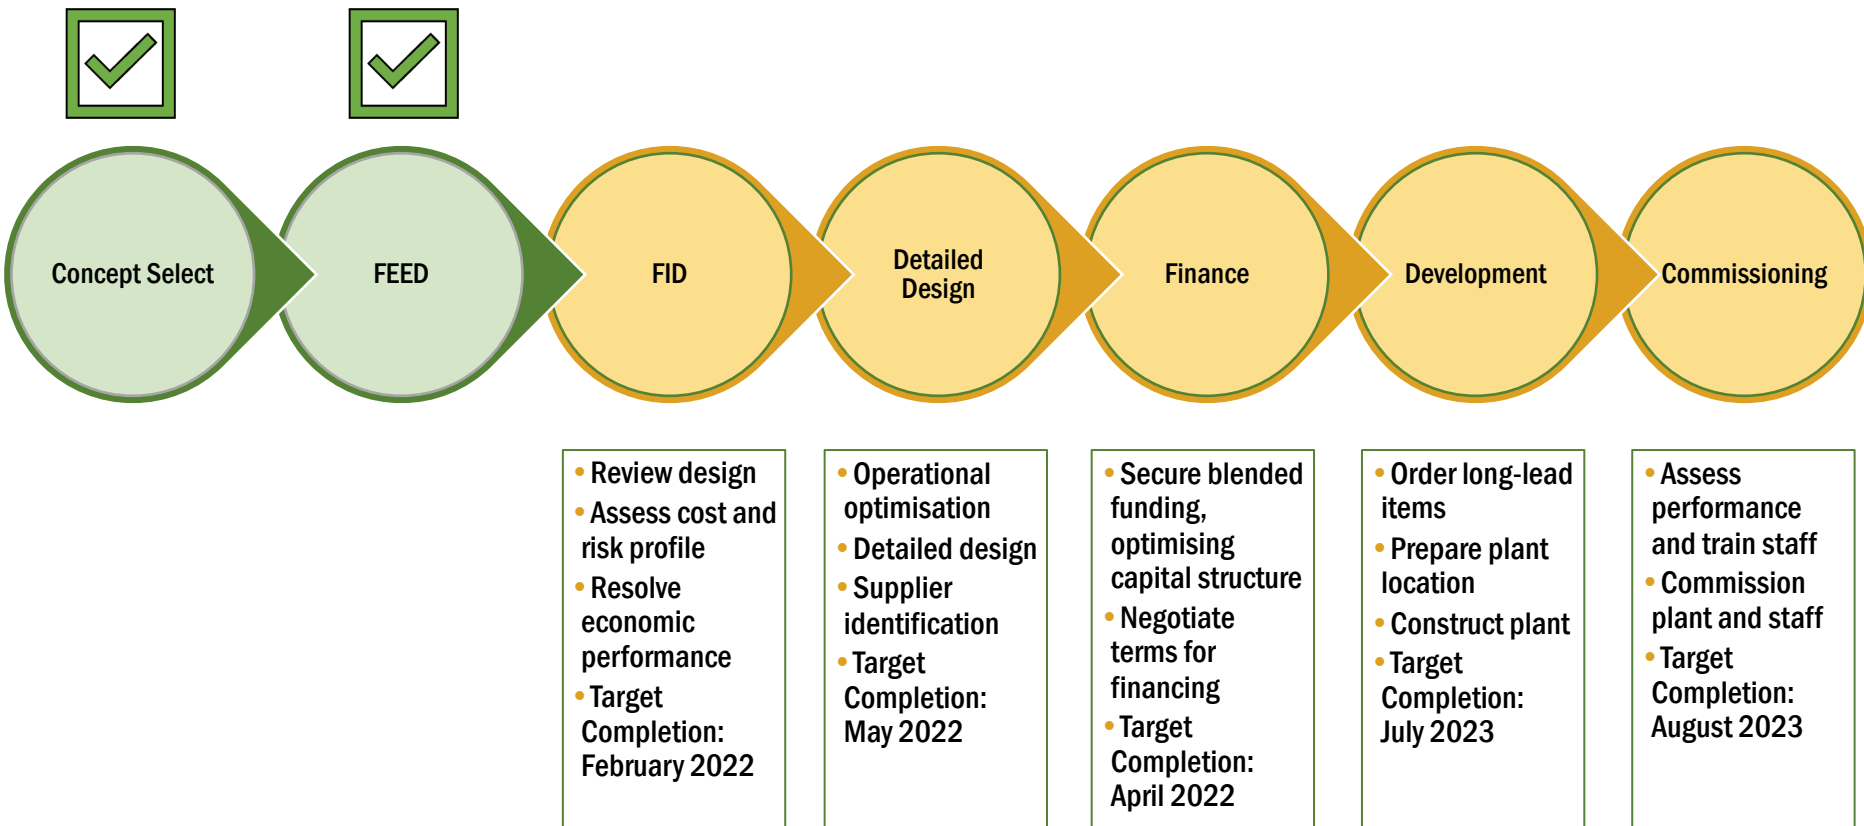 Concept Select
FEED
FID
Detailed
Design
Finance
Development
Commissioning
• Review design
• Assess cost and
risk profile
• Resolve
economic
performance
• Target
Completion:
February 2022
• Operational
optimisation
• Detailed design
• Supplier
identification
• Target
Completion:
May 2022
• Secure blended
funding,
optimising
capital structure
• Negotiate
terms for
financing
• Target
Completion:
April 2022
• Order long-lead
items
• Prepare plant
location
• Construct plant
• Target
Completion:
July 2023
• Assess
performance
and train staff
• Commission
plant and staff
• Target
Completion:
August 2023